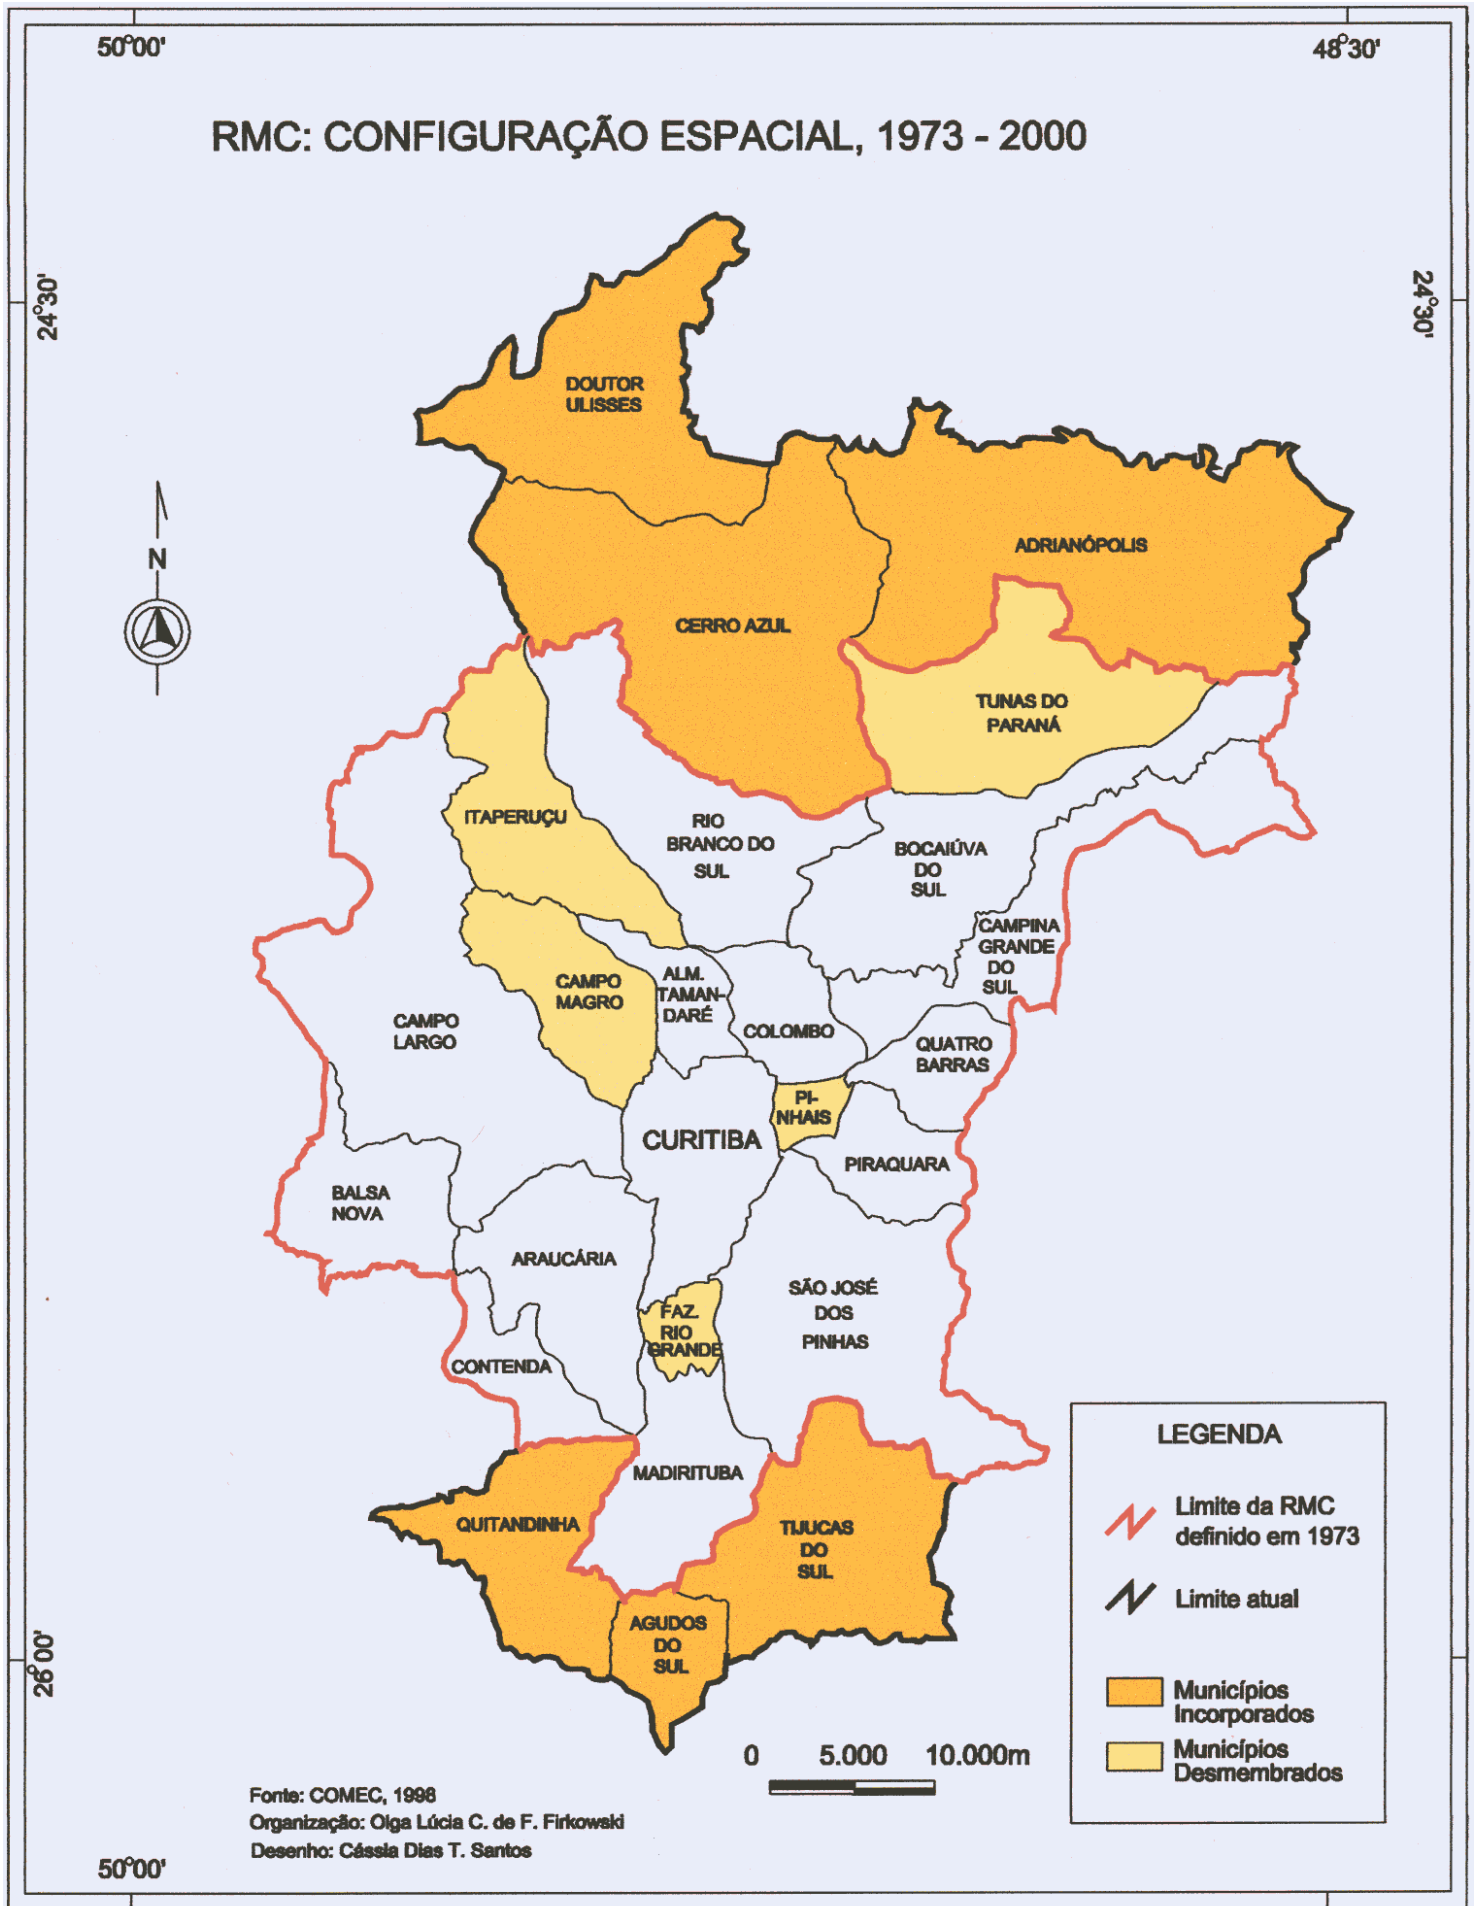 50°00'
48°30'
RMC: CONFIGURAÇÃO ESPACIAL, 1973 - 2000
24°30'
24°30'
DOUTOR
ULISSES
ADRIANÓPOLIS
N
CERRO AZUL
TUNAS DO
PARANÁ
ITAPERUÇU
RIO
BRANCO DO
SUL
BOCAIÚVA
DO
SUL
CAMPINA
GRANDE
DO
SUL
CAMPO
MAGRO
ALM.
TAMAN-
DARÉ
CAMPO
LARGO
COLOMBO
QUATRO
BARRAS
PI-
NHAIS
CURITIBA
PIRAQUARA
BALSA
NOVA
ARAUCÁRIA
SÃO JOSÉ
DOS
PINHAS
FAZ.
RIO
GRANDE
CONTENDA
MADIRITUBA
QUITANDINHA
TIJUCAS
DO
SUL
AGUDOS
DO
SUL
LEGENDA
Limite da RMC
definido em 1973
Limite atual
Municípios
Incorporados
Municípios
Desmembrados
26°00'
0 5.000 10.000m
Fonte: COMEC, 1998
Organização: Olga Lúcia C. de F. Firkowski
Desenho: Cássia Dias T. Santos
50°00'